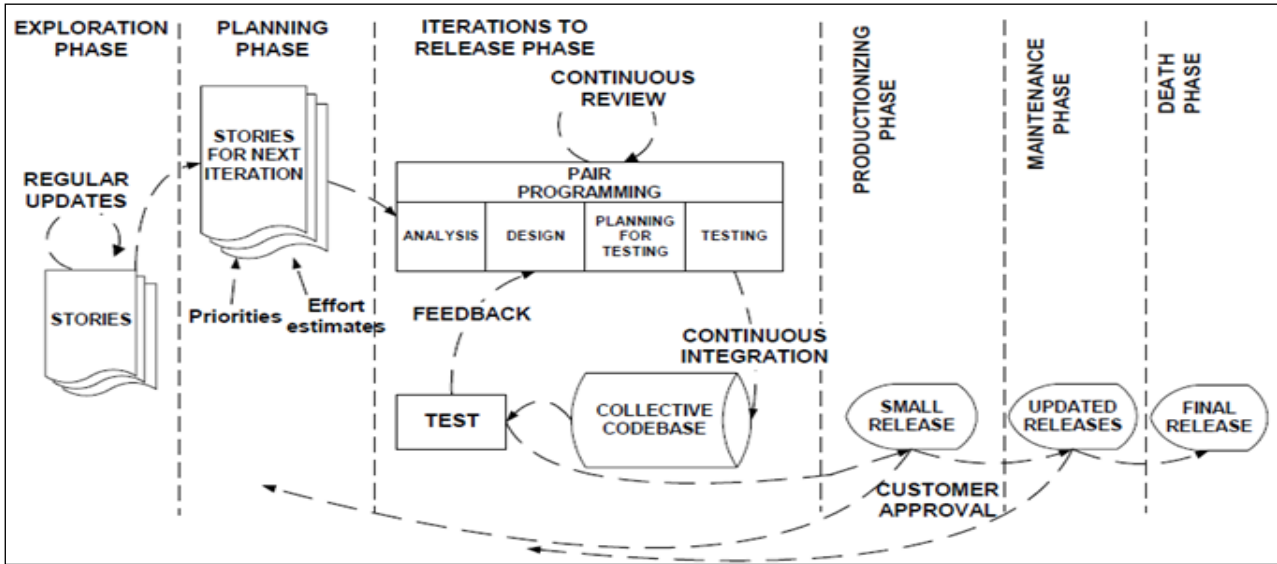 EXPLORATION
PHASE
PLANNING
PHASE
ITERATIONS TO
RELEASE PHASE
PRODUCTIONIZING
PHASE
MAINTENANCE
PHASE
DEATH
PHASE
CONTINUOUS
REVIEW
STORIES
FOR NEXT
ITERATION
REGULAR
UPDATES
PAIR
PROGRAMMING
ANALYSIS
DESIGN
PLANNING
FOR
TESTING
TESTING
STORIES
Priorities
Effort
estimates
FEEDBACK
CONTINUOUS
INTEGRATION
TEST
COLLECTIVE
CODEBASE
SMALL
RELEASE
UPDATED
RELEASES
FINAL
RELEASE
CUSTOMER
APPROVAL